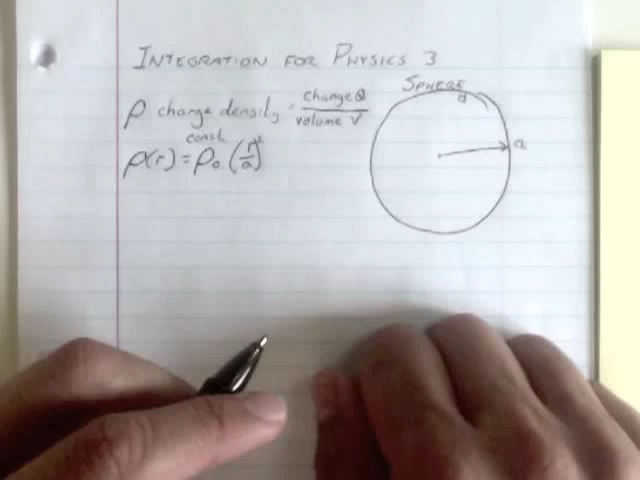 INTEGRATION FOR PHYSICS 3
SPHERE
ρ charge density = charge Q / volume V
const
ρ(r) = ρ₀ (r/a)²
a